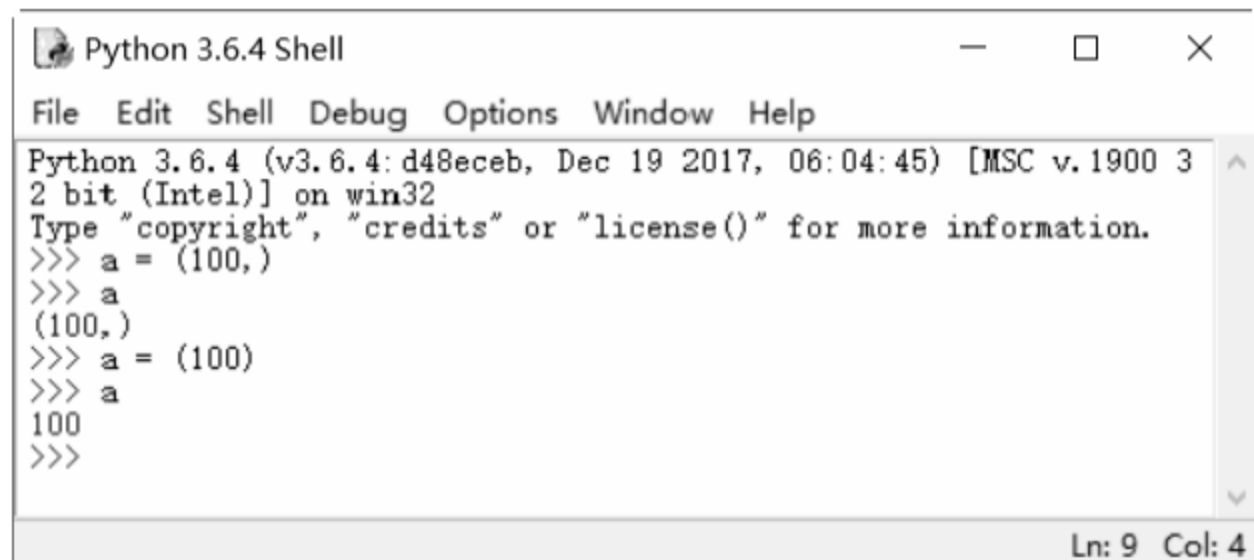 Python 3.6.4 Shell
File Edit Shell Debug Options Window Help
Python 3.6.4 (v3.6.4:d48eceb, Dec 19 2017, 06:04:45) [MSC v.1900 3
2 bit (Intel)] on win32
Type "copyright", "credits" or "license()" for more information.
>>> a = (100,)
>>> a
(100,)
>>> a = (100)
>>> a
100
>>>
Ln: 9 Col: 4